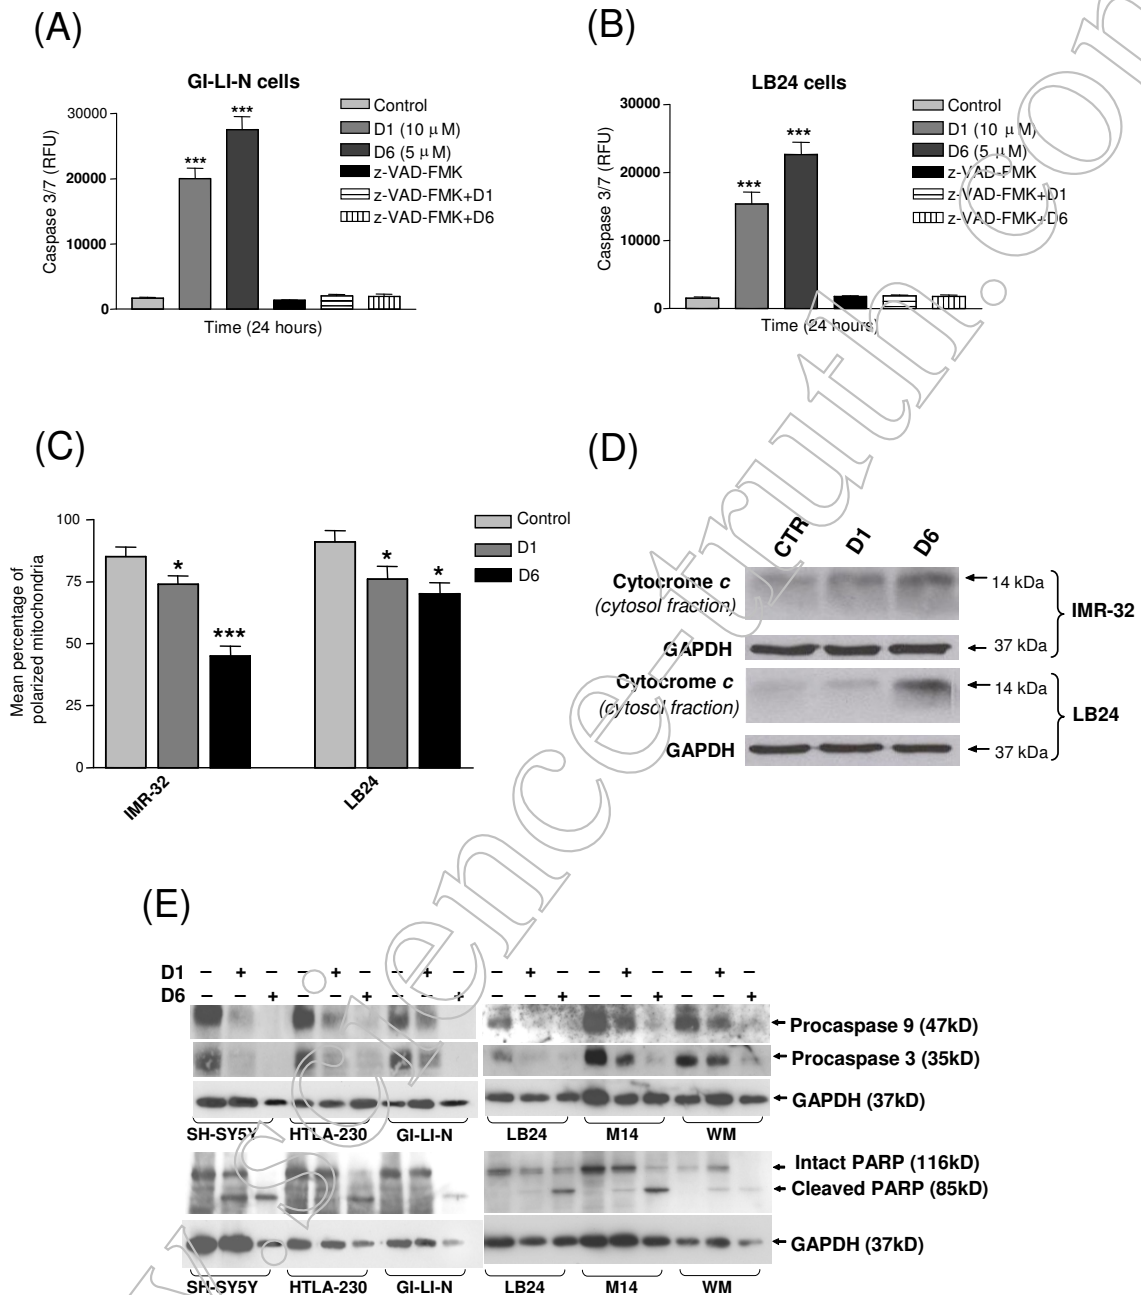 (A)
GI-LI-N cells
Caspase 3/7 (RFU)
30000
20000
10000
0
***
***
Time (24 hours)
Control
D1 (10 μM)
D6 (5 μM)
z-VAD-FMK
z-VAD-FMK+D1
z-VAD-FMK+D6
(B)
LB24 cells
Caspase 3/7 (RFU)
30000
20000
10000
0
***
***
Time (24 hours)
Control
D1 (10 μM)
D6 (5 μM)
z-VAD-FMK
z-VAD-FMK+D1
z-VAD-FMK+D6
(C)
Mean percentage of
polarized mitochondria
100
75
50
25
0
*
***
*
*
IMR-32
LB24
Control
D1
D6
(D)
CTR D1 D6
Cytocrome c
(cytosol fraction)
14 kDa
GAPDH
37 kDa
IMR-32
Cytocrome c
(cytosol fraction)
14 kDa
GAPDH
37 kDa
LB24
(E)
D1 – + – – + – – + – – + – – + – – + –
D6 – – + – – + – – + – – + – – + – – +
Procaspase 9 (47kD)
Procaspase 3 (35kD)
GAPDH (37kD)
SH-SY5Y HTLA-230 GI-LI-N LB24 M14 WM
Intact PARP (116kD)
Cleaved PARP (85kD)
GAPDH (37kD)
SH-SY5Y HTLA-230 GI-LI-N LB24 M14 WM
.science-truth.com